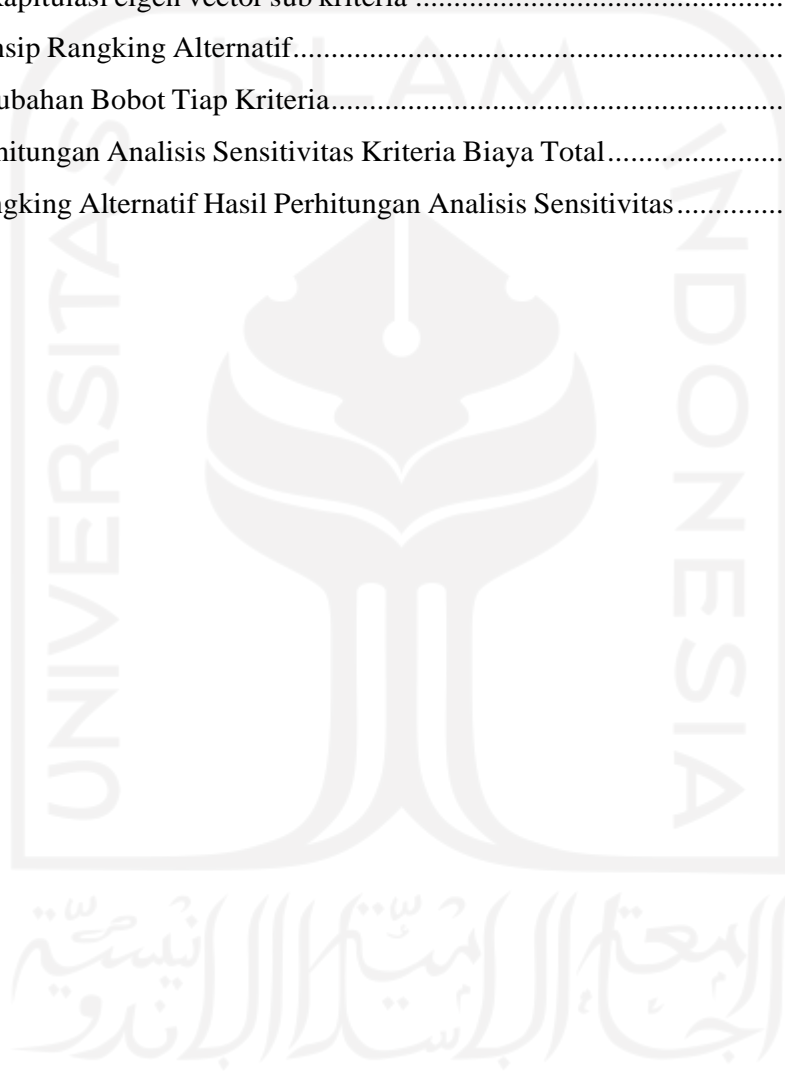 kapitulasi eigen vector sub kriteria ................................................
nsip Rangking Alternatif................................................................
ubahan Bobot Tiap Kriteria............................................................
hitungan Analisis Sensitivitas Kriteria Biaya Total.......................
ngking Alternatif Hasil Perhitungan Analisis Sensitivitas..............
ISLAM
UNIVERSITAS
INDONESIA